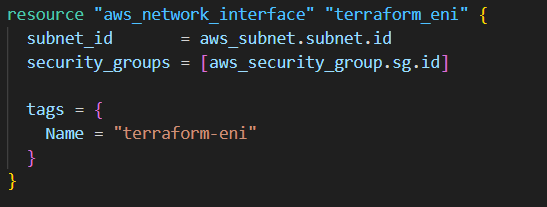 resource "aws_network_interface" "terraform_eni" {
  subnet_id       = aws_subnet.subnet.id
  security_groups = [aws_security_group.sg.id]

  tags = {
    Name = "terraform-eni"
  }
}